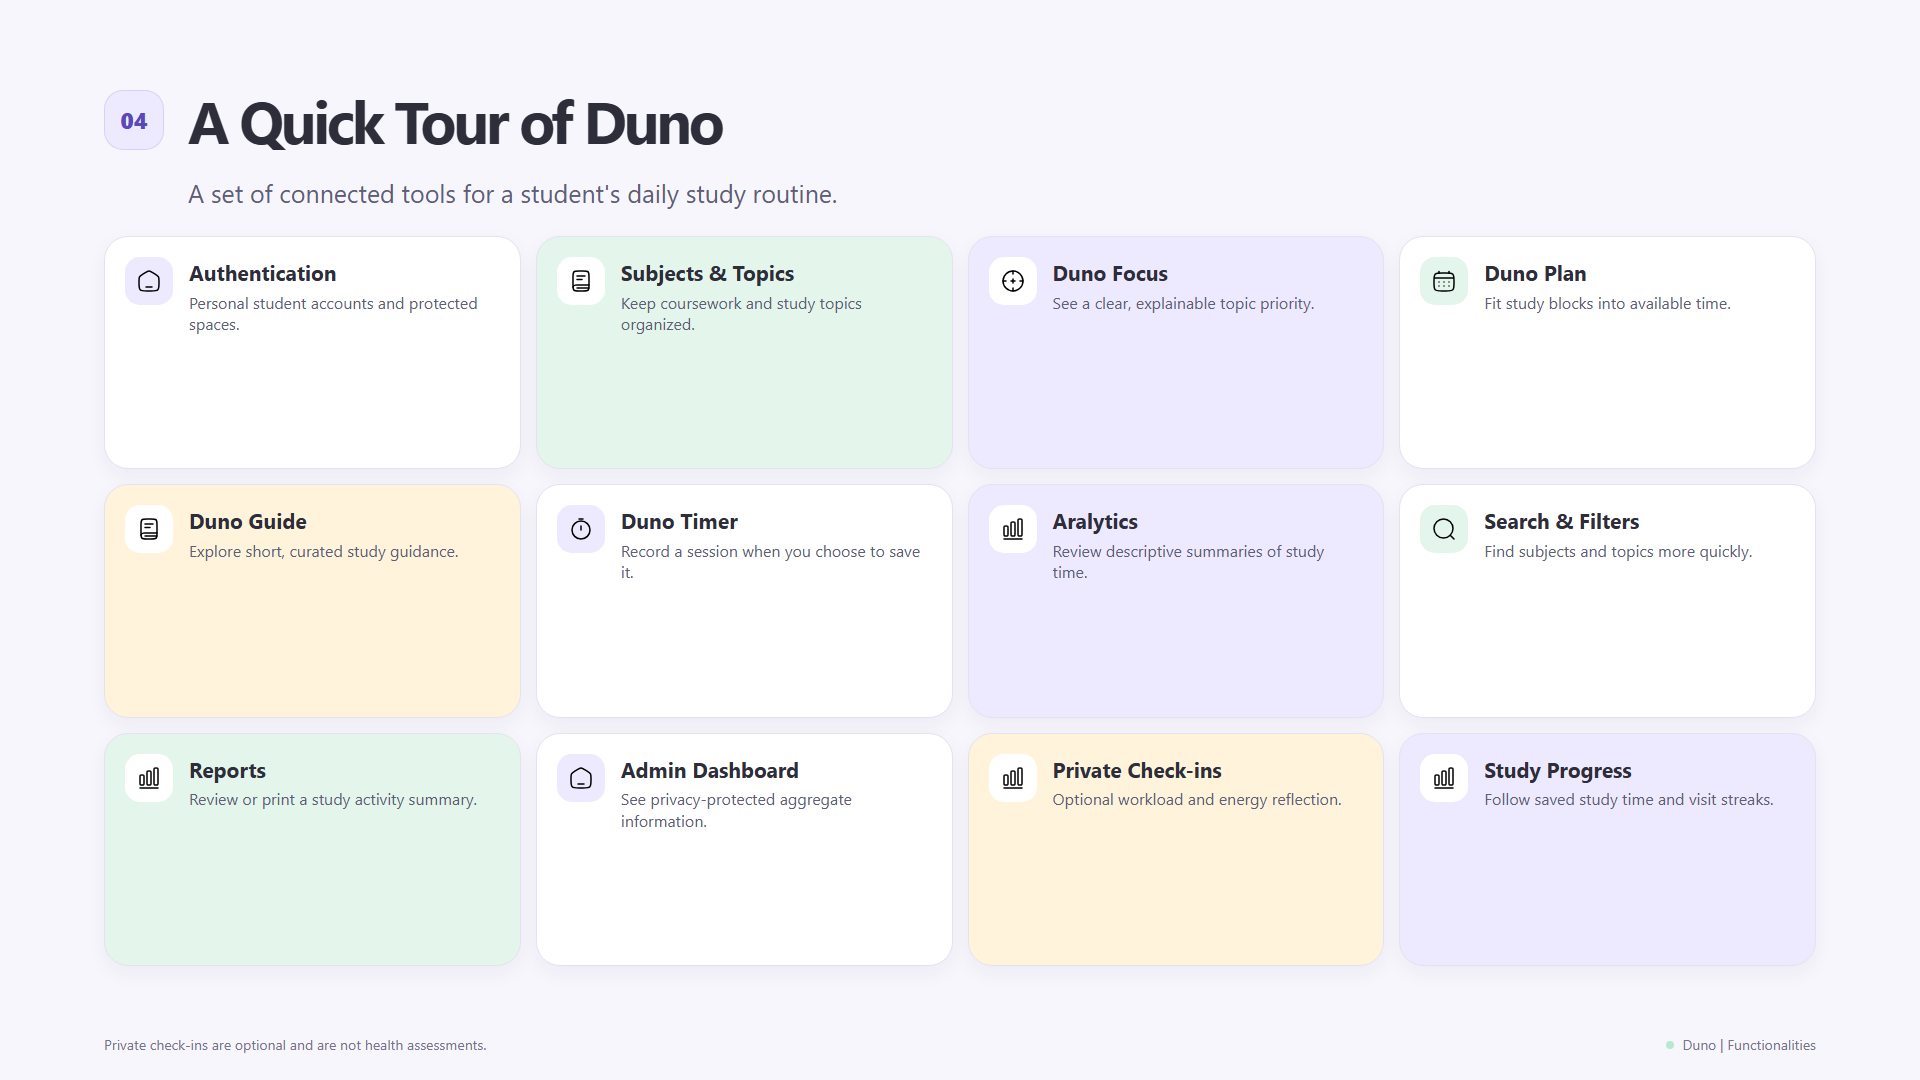 04
A Quick Tour of Duno
A set of connected tools for a student's daily study routine.
Authentication
Personal student accounts and protected
spaces.
Subjects & Topics
Keep coursework and study topics
organized.
Duno Focus
See a clear, explainable topic priority.
Duno Plan
Fit study blocks into available time.
Duno Guide
Explore short, curated study guidance.
Duno Timer
Record a session when you choose to save
it.
Aralytics
Review descriptive summaries of study
time.
Search & Filters
Find subjects and topics more quickly.
Reports
Review or print a study activity summary.
Admin Dashboard
See privacy-protected aggregate
information.
Private Check-ins
Optional workload and energy reflection.
Study Progress
Follow saved study time and visit streaks.
Private check-ins are optional and are not health assessments.
Duno | Functionalities